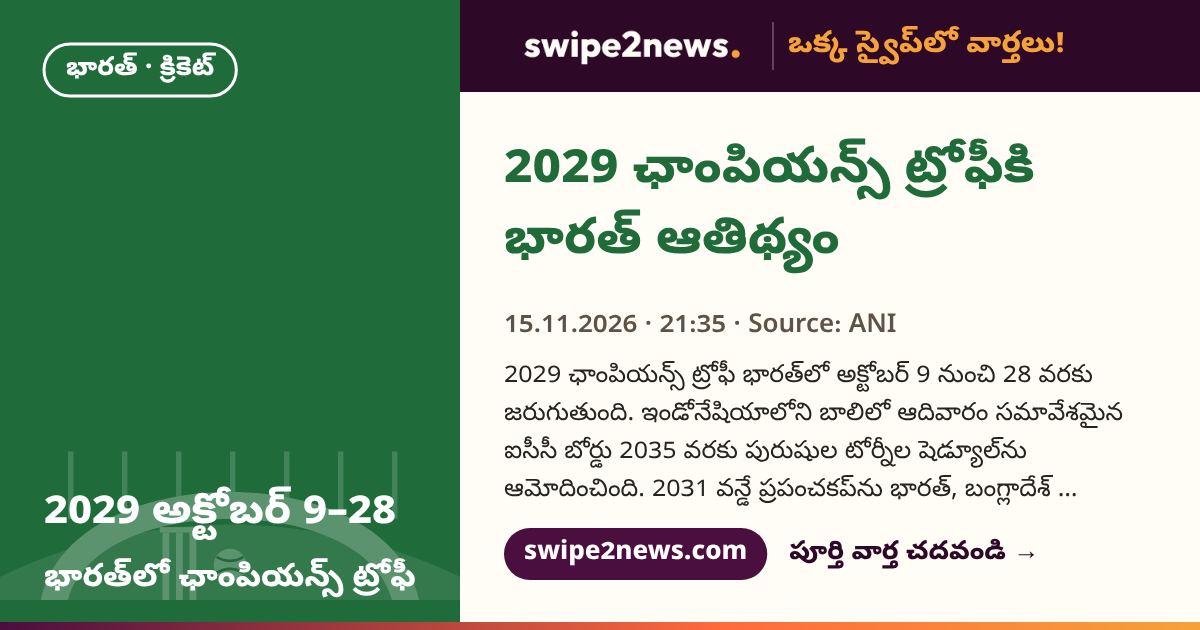 భారత్ · క్రికెట్
2029 అక్టోబర్ 9–28
భారత్‌లో ఛాంపియన్స్ ట్రోఫీ
swipe2news.
ఒక్క స్వైప్‌లో వార్తలు!
2029 ఛాంపియన్స్ ట్రోఫీకి
భారత్ ఆతిథ్యం
15.11.2026 · 21:35 · Source: ANI
2029 ఛాంపియన్స్ ట్రోఫీ భారత్‌లో అక్టోబర్ 9 నుంచి 28 వరకు
జరుగుతుంది. ఇండోనేషియాలోని బాలిలో ఆదివారం సమావేశమైన
ఐసీసీ బోర్డు 2035 వరకు పురుషుల టోర్నీల షెడ్యూల్‌ను
ఆమోదించింది. 2031 వన్డే ప్రపంచకప్‌ను భారత్, బంగ్లాదేశ్ ...
swipe2news.com
పూర్తి వార్త చదవండి →